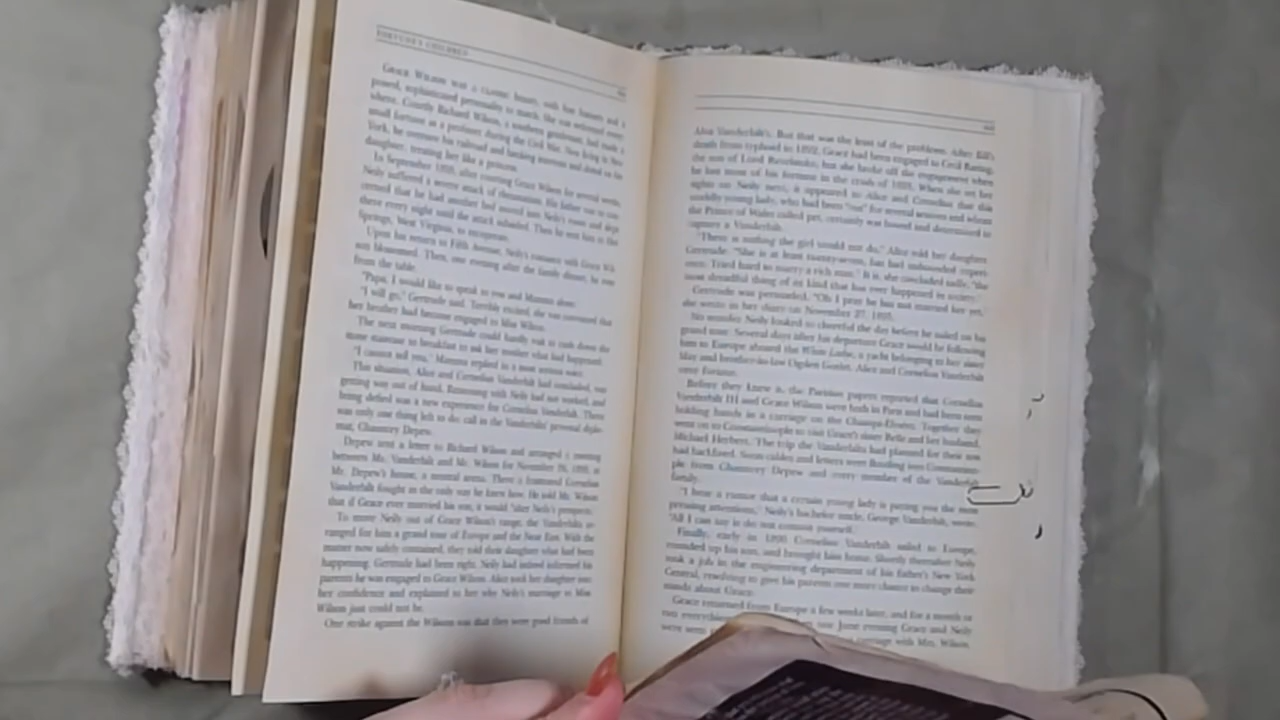 FORTUNE'S CHILDREN
Grace Wilson was a classic beauty, with fine features and a
poised, sophisticated personality to match. She was welcomed every-
where. Courtly Richard Wilson, a southern gentleman, had made a
small fortune as a profiteer during the Civil War. Now living in New
York, he oversaw his railroad and banking interests and doted on his
daughter, treating her like a princess.
In September 1895, after courting Grace Wilson for several weeks,
Neily suffered a severe attack of rheumatism. His father was so con-
cerned that he had another bed moved into Neily's room and slept
there every night until the attack subsided. Then he sent him to Hot
Springs, West Virginia, to recuperate.
Upon his return to Fifth Avenue, Neily's romance with Grace Wil-
son blossomed. Then, one evening after the family dinner, he rose
from the table.
"Papa, I would like to speak to you and Mamma alone.
"I will go," Gertrude said. Terribly excited, she was convinced that
her brother had become engaged to Miss Wilson.
The next morning Gertrude could hardly wait to rush down the
stone staircase to breakfast to ask her mother what had happened.
"I cannot tell you," Mamma replied in a most serious voice.
This situation, Alice and Cornelius Vanderbilt had concluded, was
getting way out of hand. Reasoning with Neily had not worked, and
being defied was a new experience for Cornelius Vanderbilt. There
was only one thing left to do: call in the Vanderbilts' personal diplo-
mat, Chauncey Depew.
Depew sent a letter to Richard Wilson and arranged a meeting
between Mr. Vanderbilt and Mr. Wilson for November 26, 1895, at
Mr. Depew's house, a neutral arena. There a frustrated Cornelius
Vanderbilt fought in the only way he knew how. He told Mr. Wilson
that if Grace ever married his son, it would "alter Neily's prospects.
To move Neily out of Grace Wilson's range, the Vanderbilts ar-
ranged for him a grand tour of Europe and the Near East. With the
matter now safely contained, they told their daughter what had been
happening. Gertrude had been right. Neily had indeed informed his
parents he was engaged to Grace Wilson. Alice took her daughter into
her confidence and explained to her why Neily's marriage to Miss
Wilson just could not be.
One strike against the Wilsons was that they were good friends of
Alva Vanderbilt's. But that was the least of the problems. After Bill's
death from typhoid in 1892, Grace had been engaged to Cecil Baring,
the son of Lord Revelstoke, but she broke off the engagement when
he lost most of his fortune in the crash of 1893. When she set her
sights on Neily next, it appeared to Alice and Cornelius that this
worldly young lady, who had been "out" for several seasons and whom
the Prince of Wales called pet, certainly was bound and determined to
capture a Vanderbilt.
"There is nothing the girl would not do," Alice told her daughter
Gertrude. "She is at least twenty-seven, has had unbounded experi-
ence. Tried hard to marry a rich man." It is, she concluded sadly, "the
most dreadful thing of its kind that has ever happened in society."
Gertrude was persuaded. "Oh I pray he has not married her yet,"
she wrote in her diary on November 27, 1895.
No wonder Neily looked so cheerful the day before he sailed on his
grand tour. Several days after his departure Grace would be following
him to Europe aboard the White Ladye, a yacht belonging to her sister
May and brother-in-law Ogden Goelet. Alice and Cornelius Vanderbilt
were furious.
Before they knew it, the Parisian papers reported that Cornelius
Vanderbilt III and Grace Wilson were both in Paris and had been seen
holding hands in a carriage on the Champs-Élysées. Together they
went on to Constantinople to visit Grace's sister Belle and her husband,
Michael Herbert. The trip the Vanderbilts had planned for their son
had backfired. Soon cables and letters were flooding into Constantino-
ple from Chauncey Depew and every member of the Vanderbilt
family.
"I hear a rumor that a certain young lady is paying you the most
pressing attentions," Neily's bachelor uncle, George Vanderbilt, wrote.
"All I can say is do not commit yourself."
Finally, early in 1896, Cornelius Vanderbilt sailed to Europe,
rounded up his son, and brought him home. Shortly thereafter Neily
took a job in the engineering department of his father's New York
Central, resolving to give his parents one more chance to change their
minds about Grace.
Grace returned from Europe a few weeks later, and for a month or
two everything one June evening Grace and Neily
were seen carriage with Mrs. Wilson,